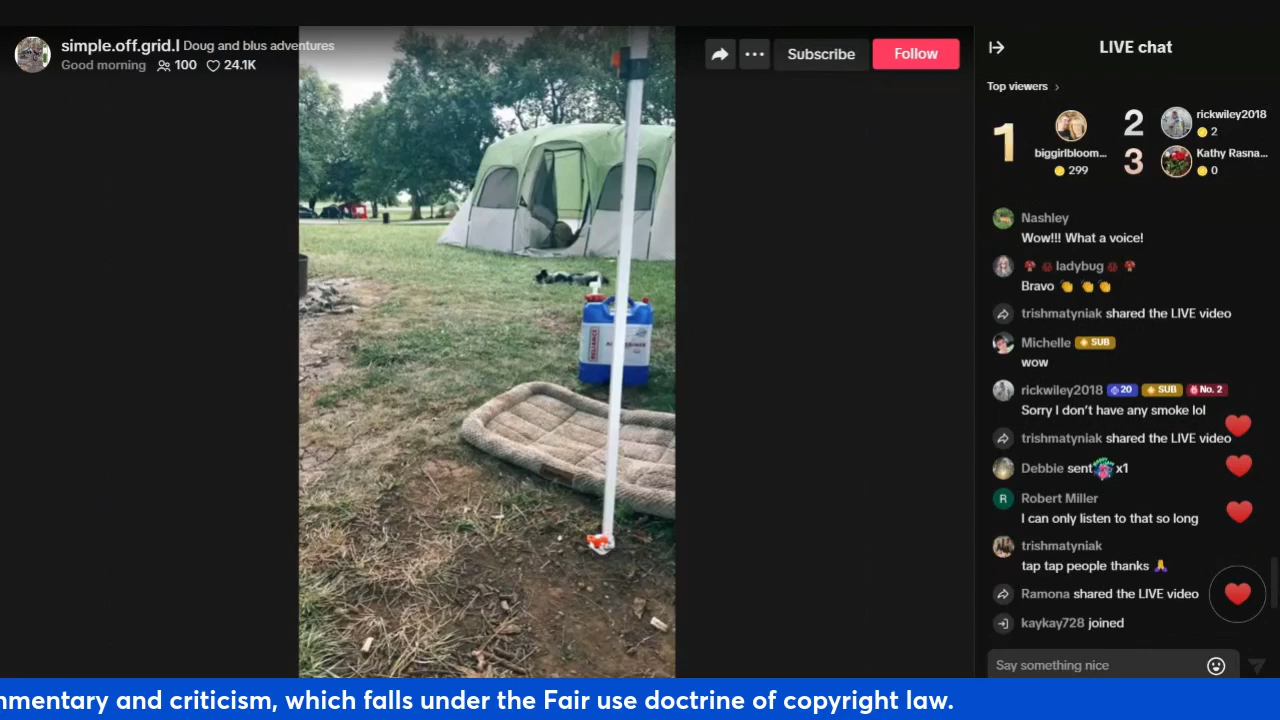 simple.off.grid.l Doug and blus adventures
Good morning 100 24.1K
Subscribe
Follow
LIVE chat
Top viewers
1
biggirlbloom...
299
2
rickwiley2018
2
3
Kathy Rasna...
0
Nashley
Wow!!! What a voice!
ladybug
Bravo 👏 👏 👏
trishmatyniak shared the LIVE video
Michelle SUB
wow
rickwiley2018 20 SUB No. 2
Sorry I don't have any smoke lol
trishmatyniak shared the LIVE video
Debbie sent x1
R Robert Miller
I can only listen to that so long
trishmatyniak
tap tap people thanks 🙏
Ramona shared the LIVE video
kaykay728 joined
Say something nice
RELIANCE
mmentary and criticism, which falls under the Fair use doctrine of copyright law.